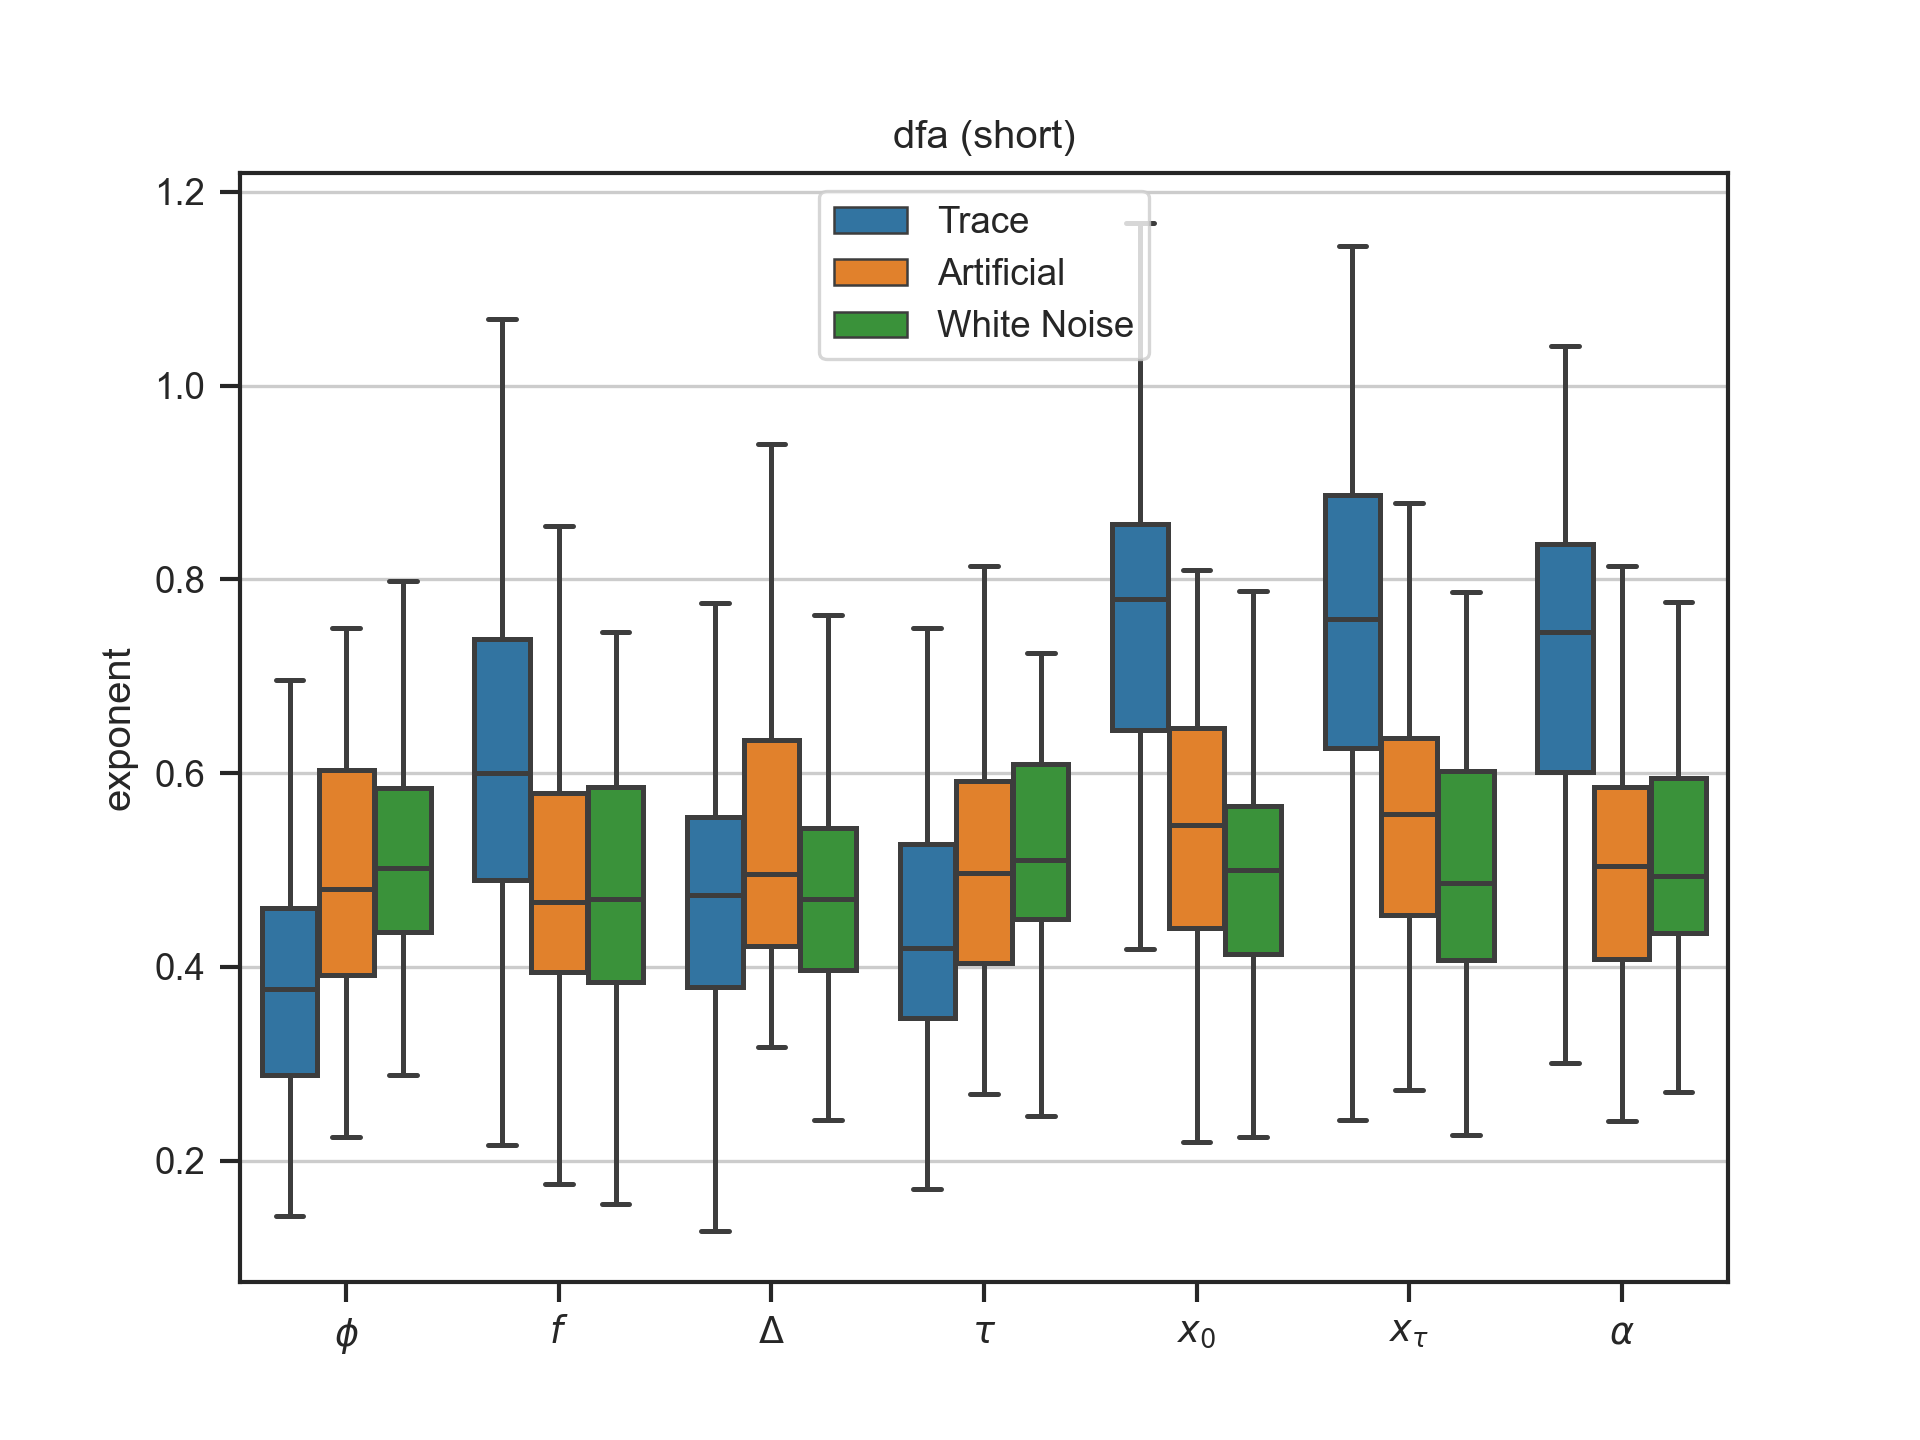 dfa (short)
1.2
1.0
0.8
0.6
0.4
0.2
exponent
Trace
Artificial
White Noise
ϕ f Δ τ x₀ x_τ α